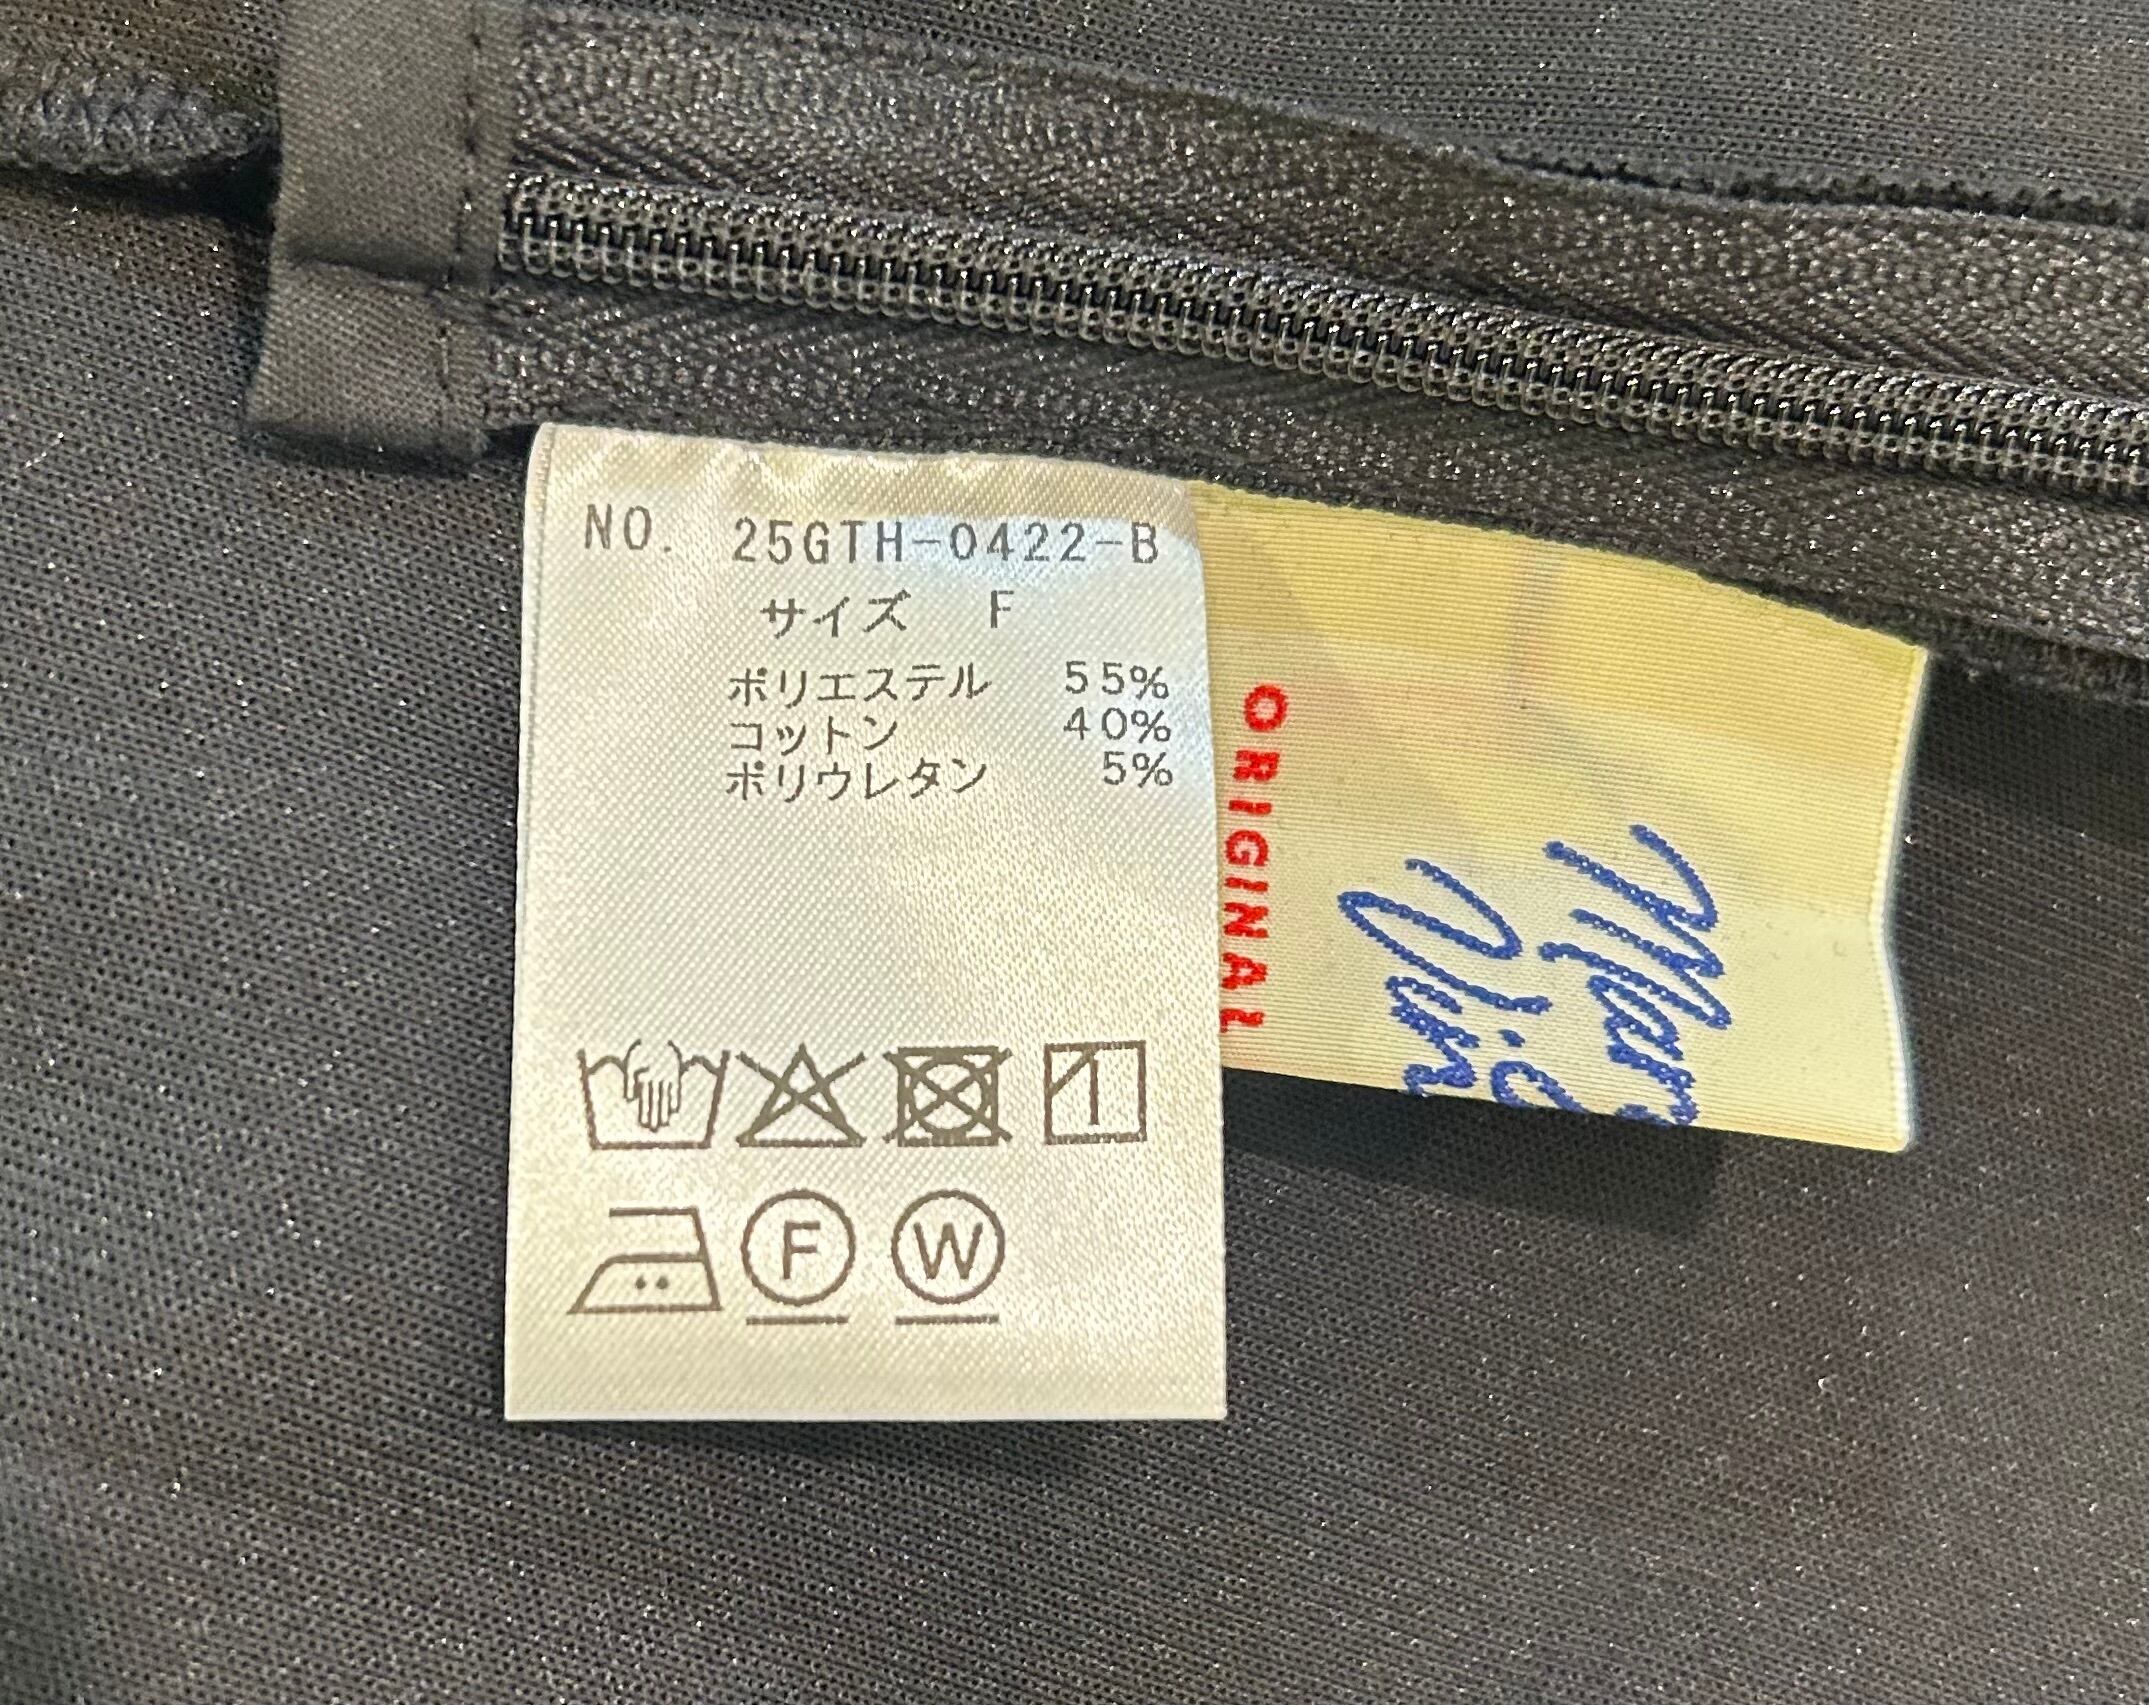 NO. 25GTH-0422-B
サイズ F
ポリエステル 55%
コットン 40%
ポリウレタン 5%
F
W
ORIGINAL